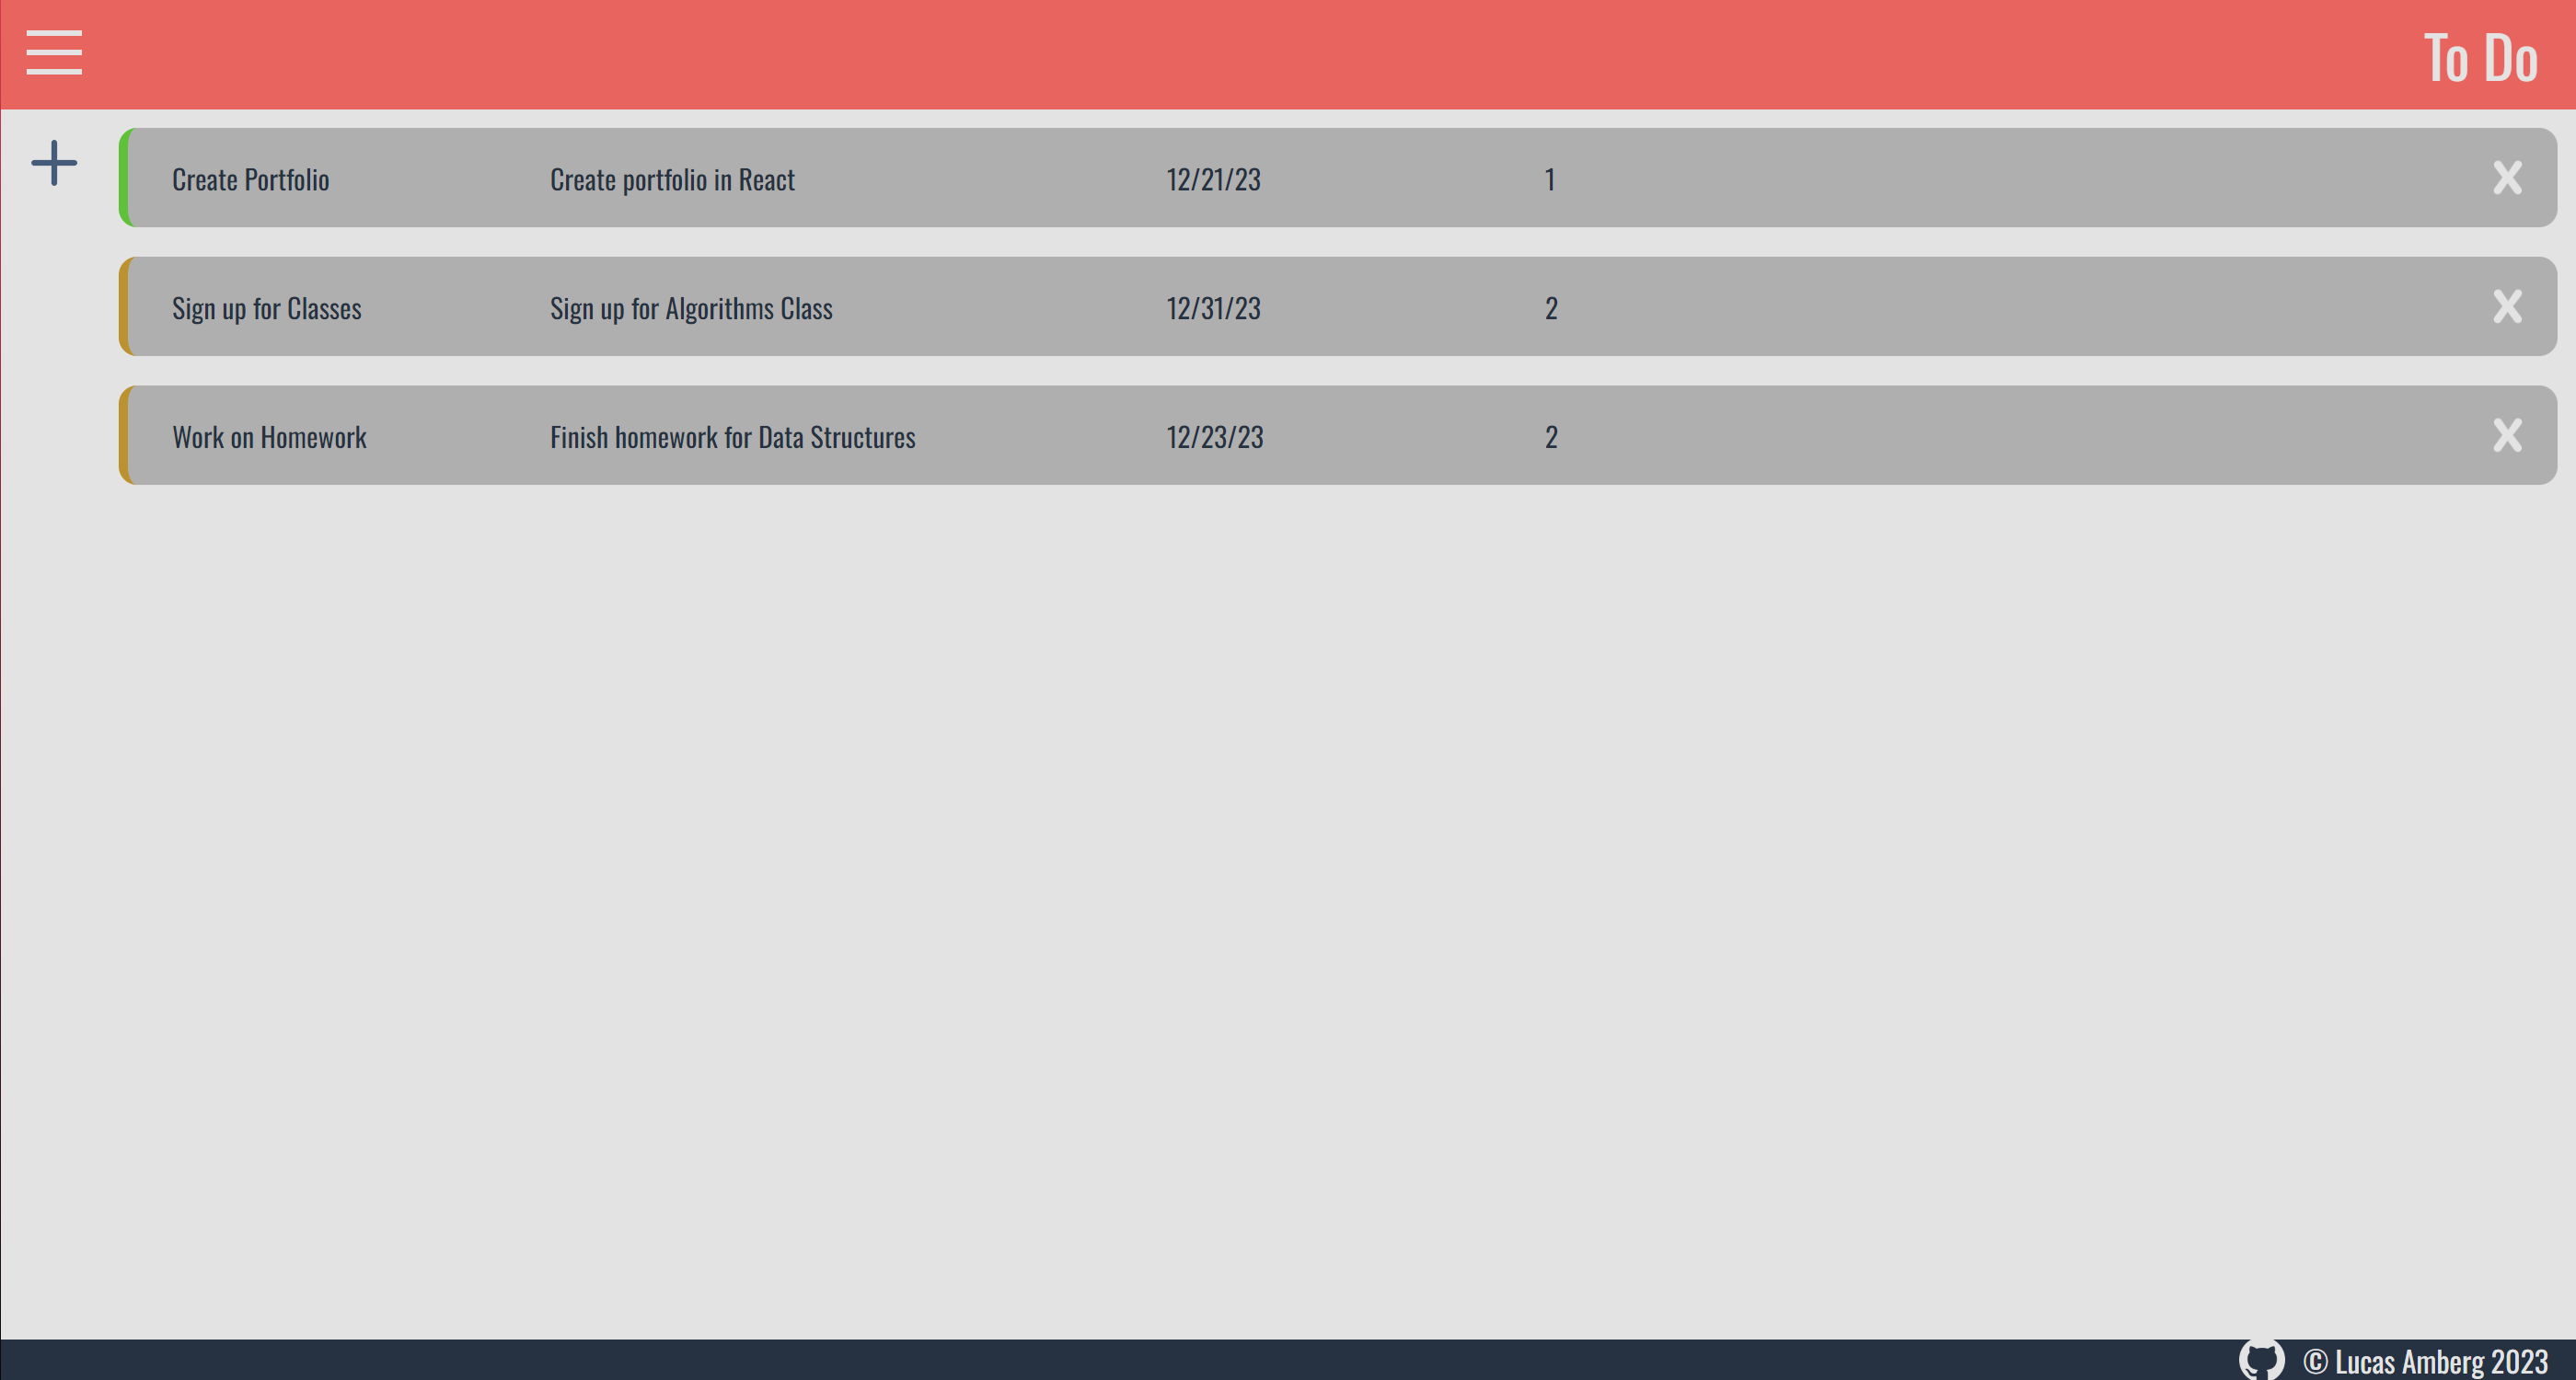 To Do
Create Portfolio Create portfolio in React 12/21/23 1
Sign up for Classes Sign up for Algorithms Class 12/31/23 2
Work on Homework Finish homework for Data Structures 12/23/23 2
© Lucas Amberg 2023